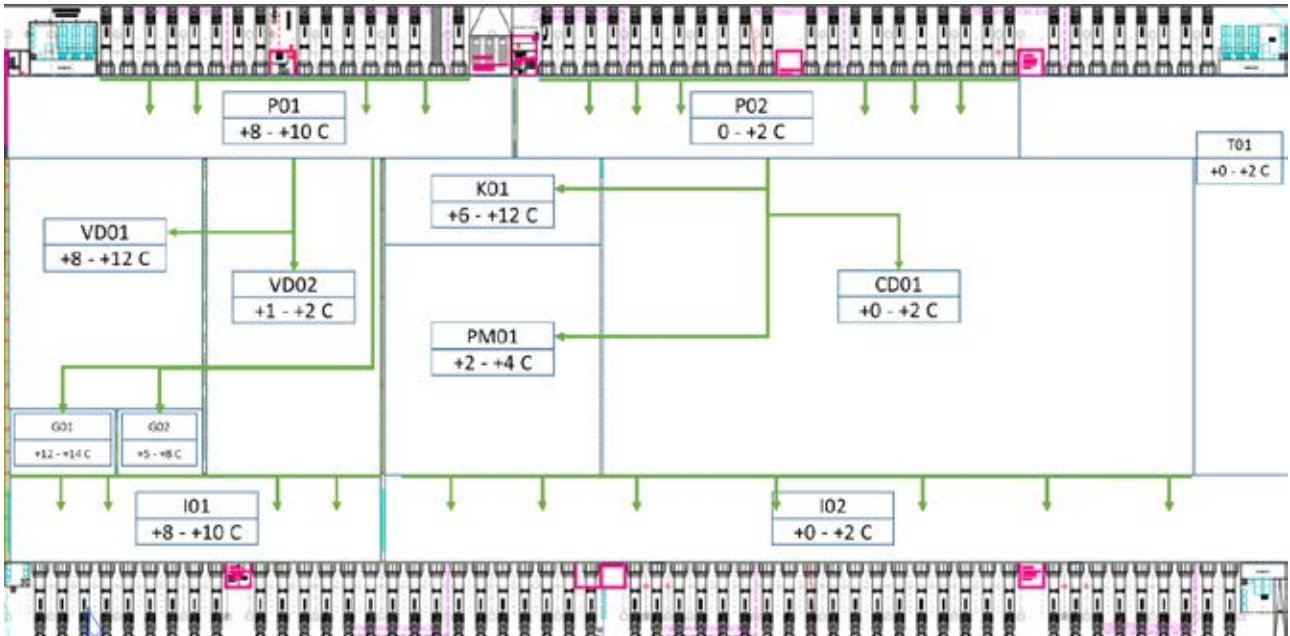 P01
+8 - +10 C
P02
0 - +2 C
T01
+0 - +2 C
K01
+6 - +12 C
VD01
+8 - +12 C
VD02
+1 - +2 C
CD01
+0 - +2 C
PM01
+2 - +4 C
G01
+12 - +14 C
G02
+5 - +8 C
I01
+8 - +10 C
I02
+0 - +2 C